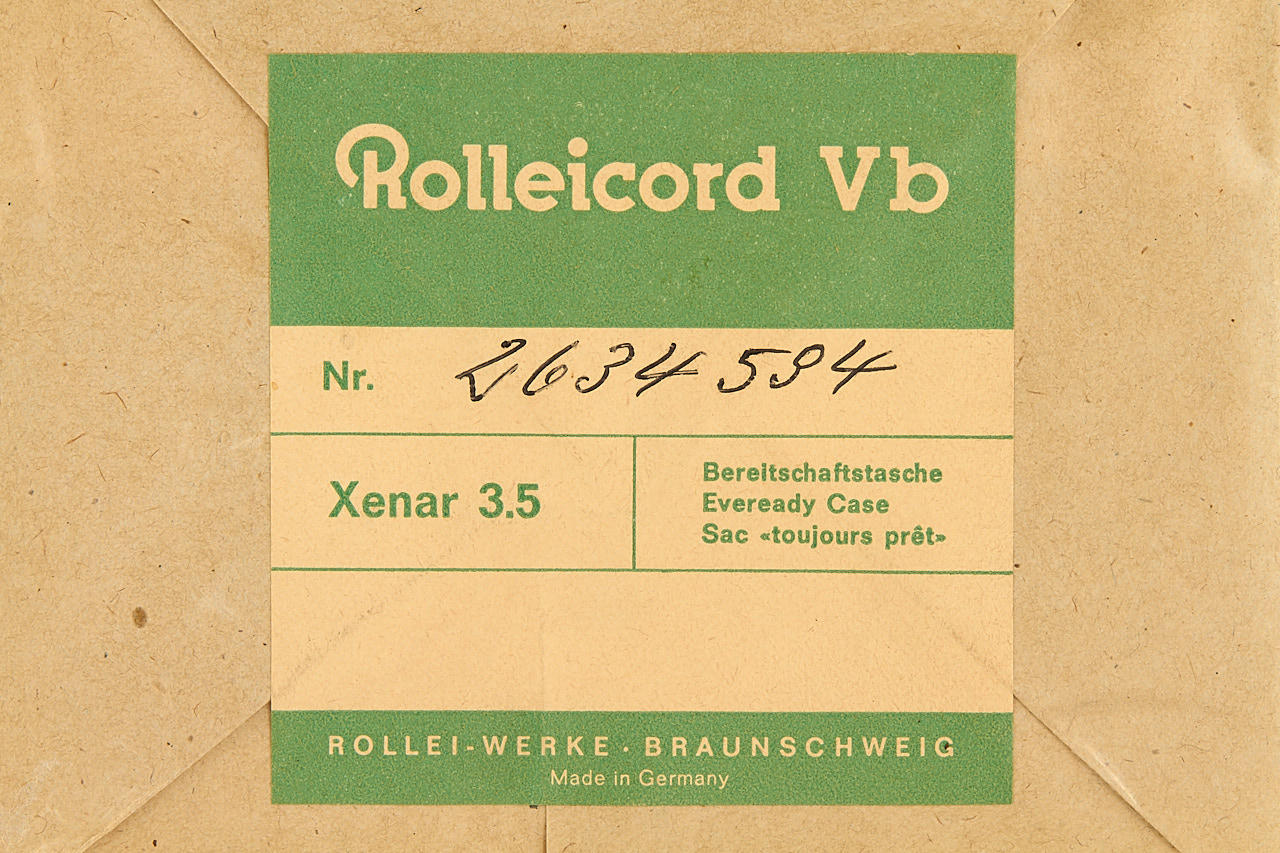 Rolleicord Vb
Nr. 2634594
Xenar 3.5
Bereitschaftstasche
Eveready Case
Sac «toujours prêt»
ROLLEI-WERKE · BRAUNSCHWEIG
Made in Germany